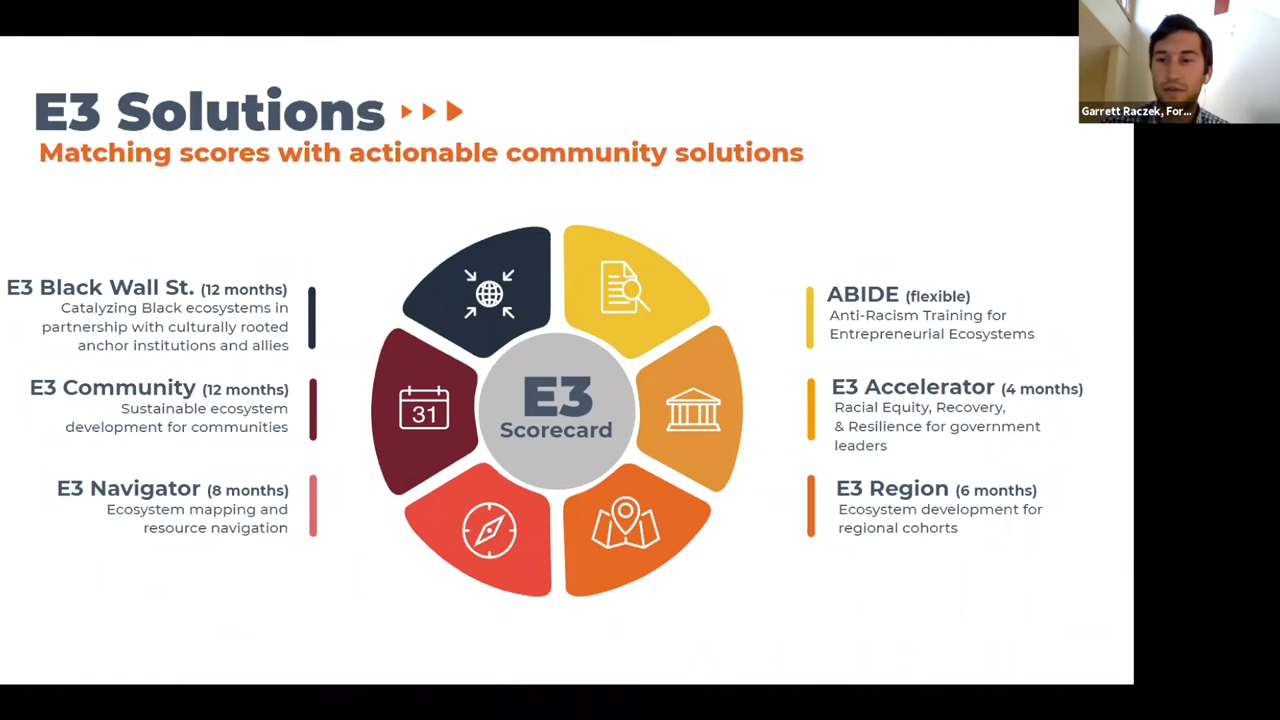 E3 Solutions
Matching scores with actionable community solutions
E3 Black Wall St. (12 months)
Catalyzing Black ecosystems in
partnership with culturally rooted
anchor institutions and allies
E3 Community (12 months)
Sustainable ecosystem
development for communities
E3 Navigator (8 months)
Ecosystem mapping and
resource navigation
31
E3
Scorecard
ABIDE (flexible)
Anti-Racism Training for
Entrepreneurial Ecosystems
E3 Accelerator (4 months)
Racial Equity, Recovery,
& Resilience for government
leaders
E3 Region (6 months)
Ecosystem development for
regional cohorts
Garrett Raczek, For...